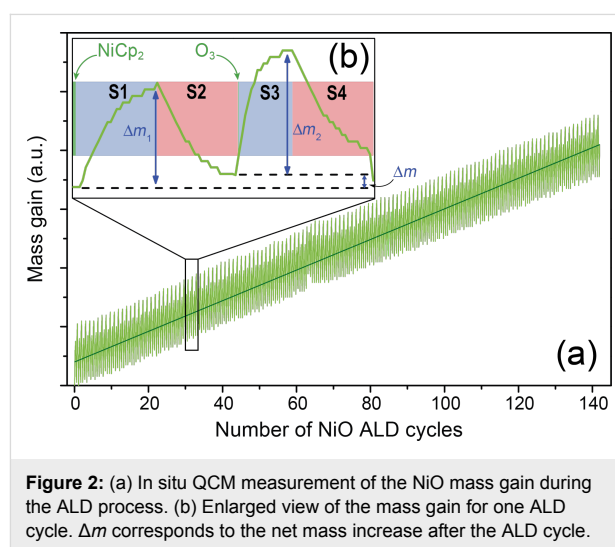 NiCp₂
O₃
(b)
S1
S2
S3
S4
Δm₁
Δm₂
Δm
Mass gain (a.u.)
(a)
0 20 40 60 80 100 120 140
Number of NiO ALD cycles
Figure 2: (a) In situ QCM measurement of the NiO mass gain during
the ALD process. (b) Enlarged view of the mass gain for one ALD
cycle. Δm corresponds to the net mass increase after the ALD cycle.